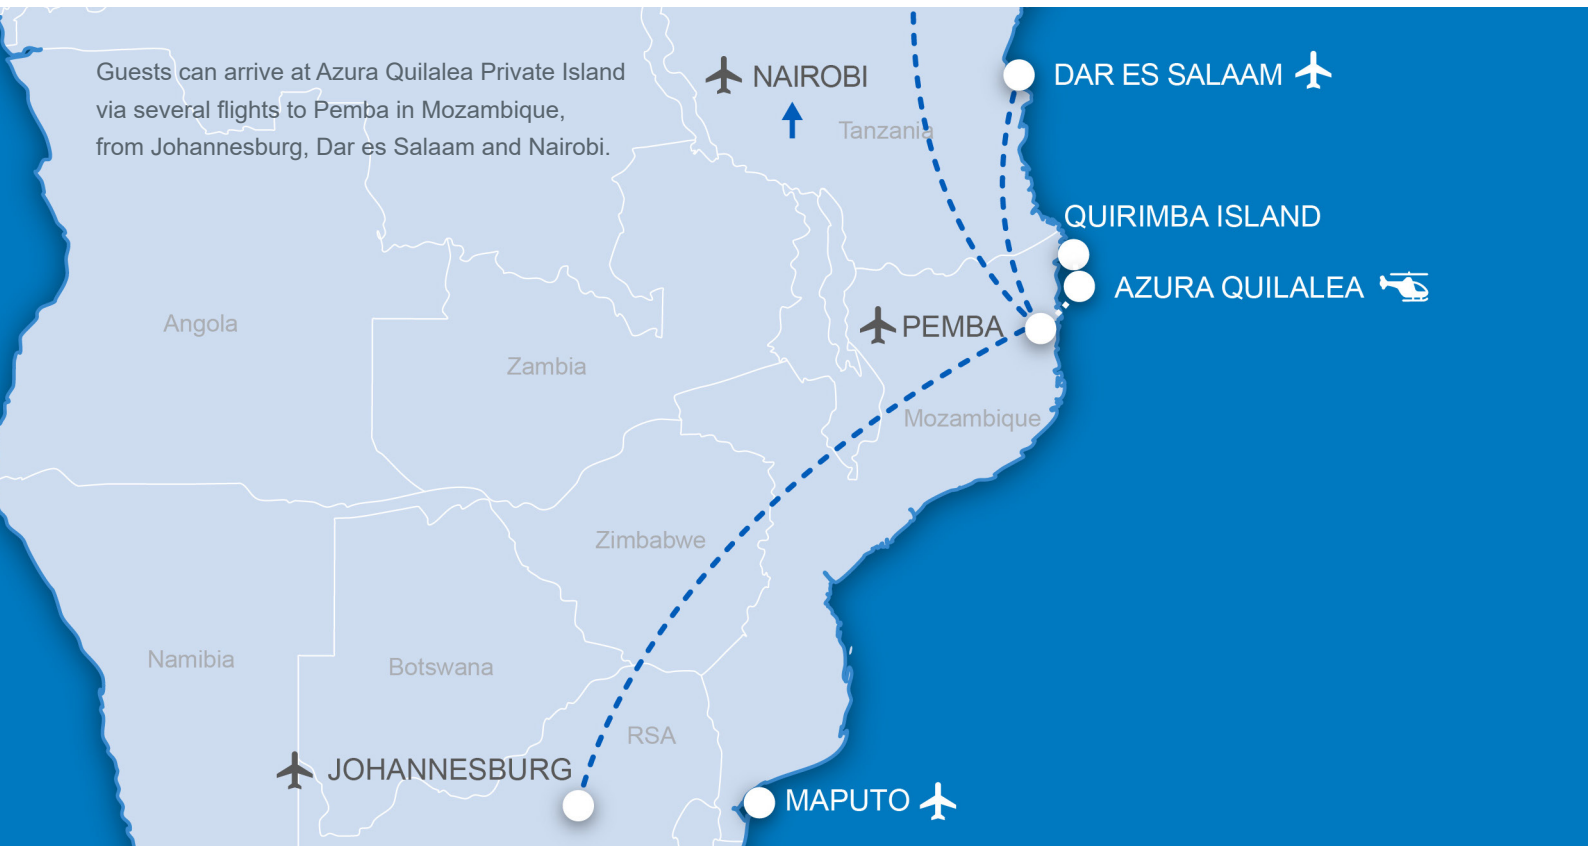 Guests can arrive at Azura Quilalea Private Island
via several flights to Pemba in Mozambique,
from Johannesburg, Dar es Salaam and Nairobi.
NAIROBI
DAR ES SALAAM
Tanzania
QUIRIMBA ISLAND
AZURA QUILALEA
Angola
PEMBA
Zambia
Mozambique
Zimbabwe
Namibia
Botswana
RSA
JOHANNESBURG
MAPUTO